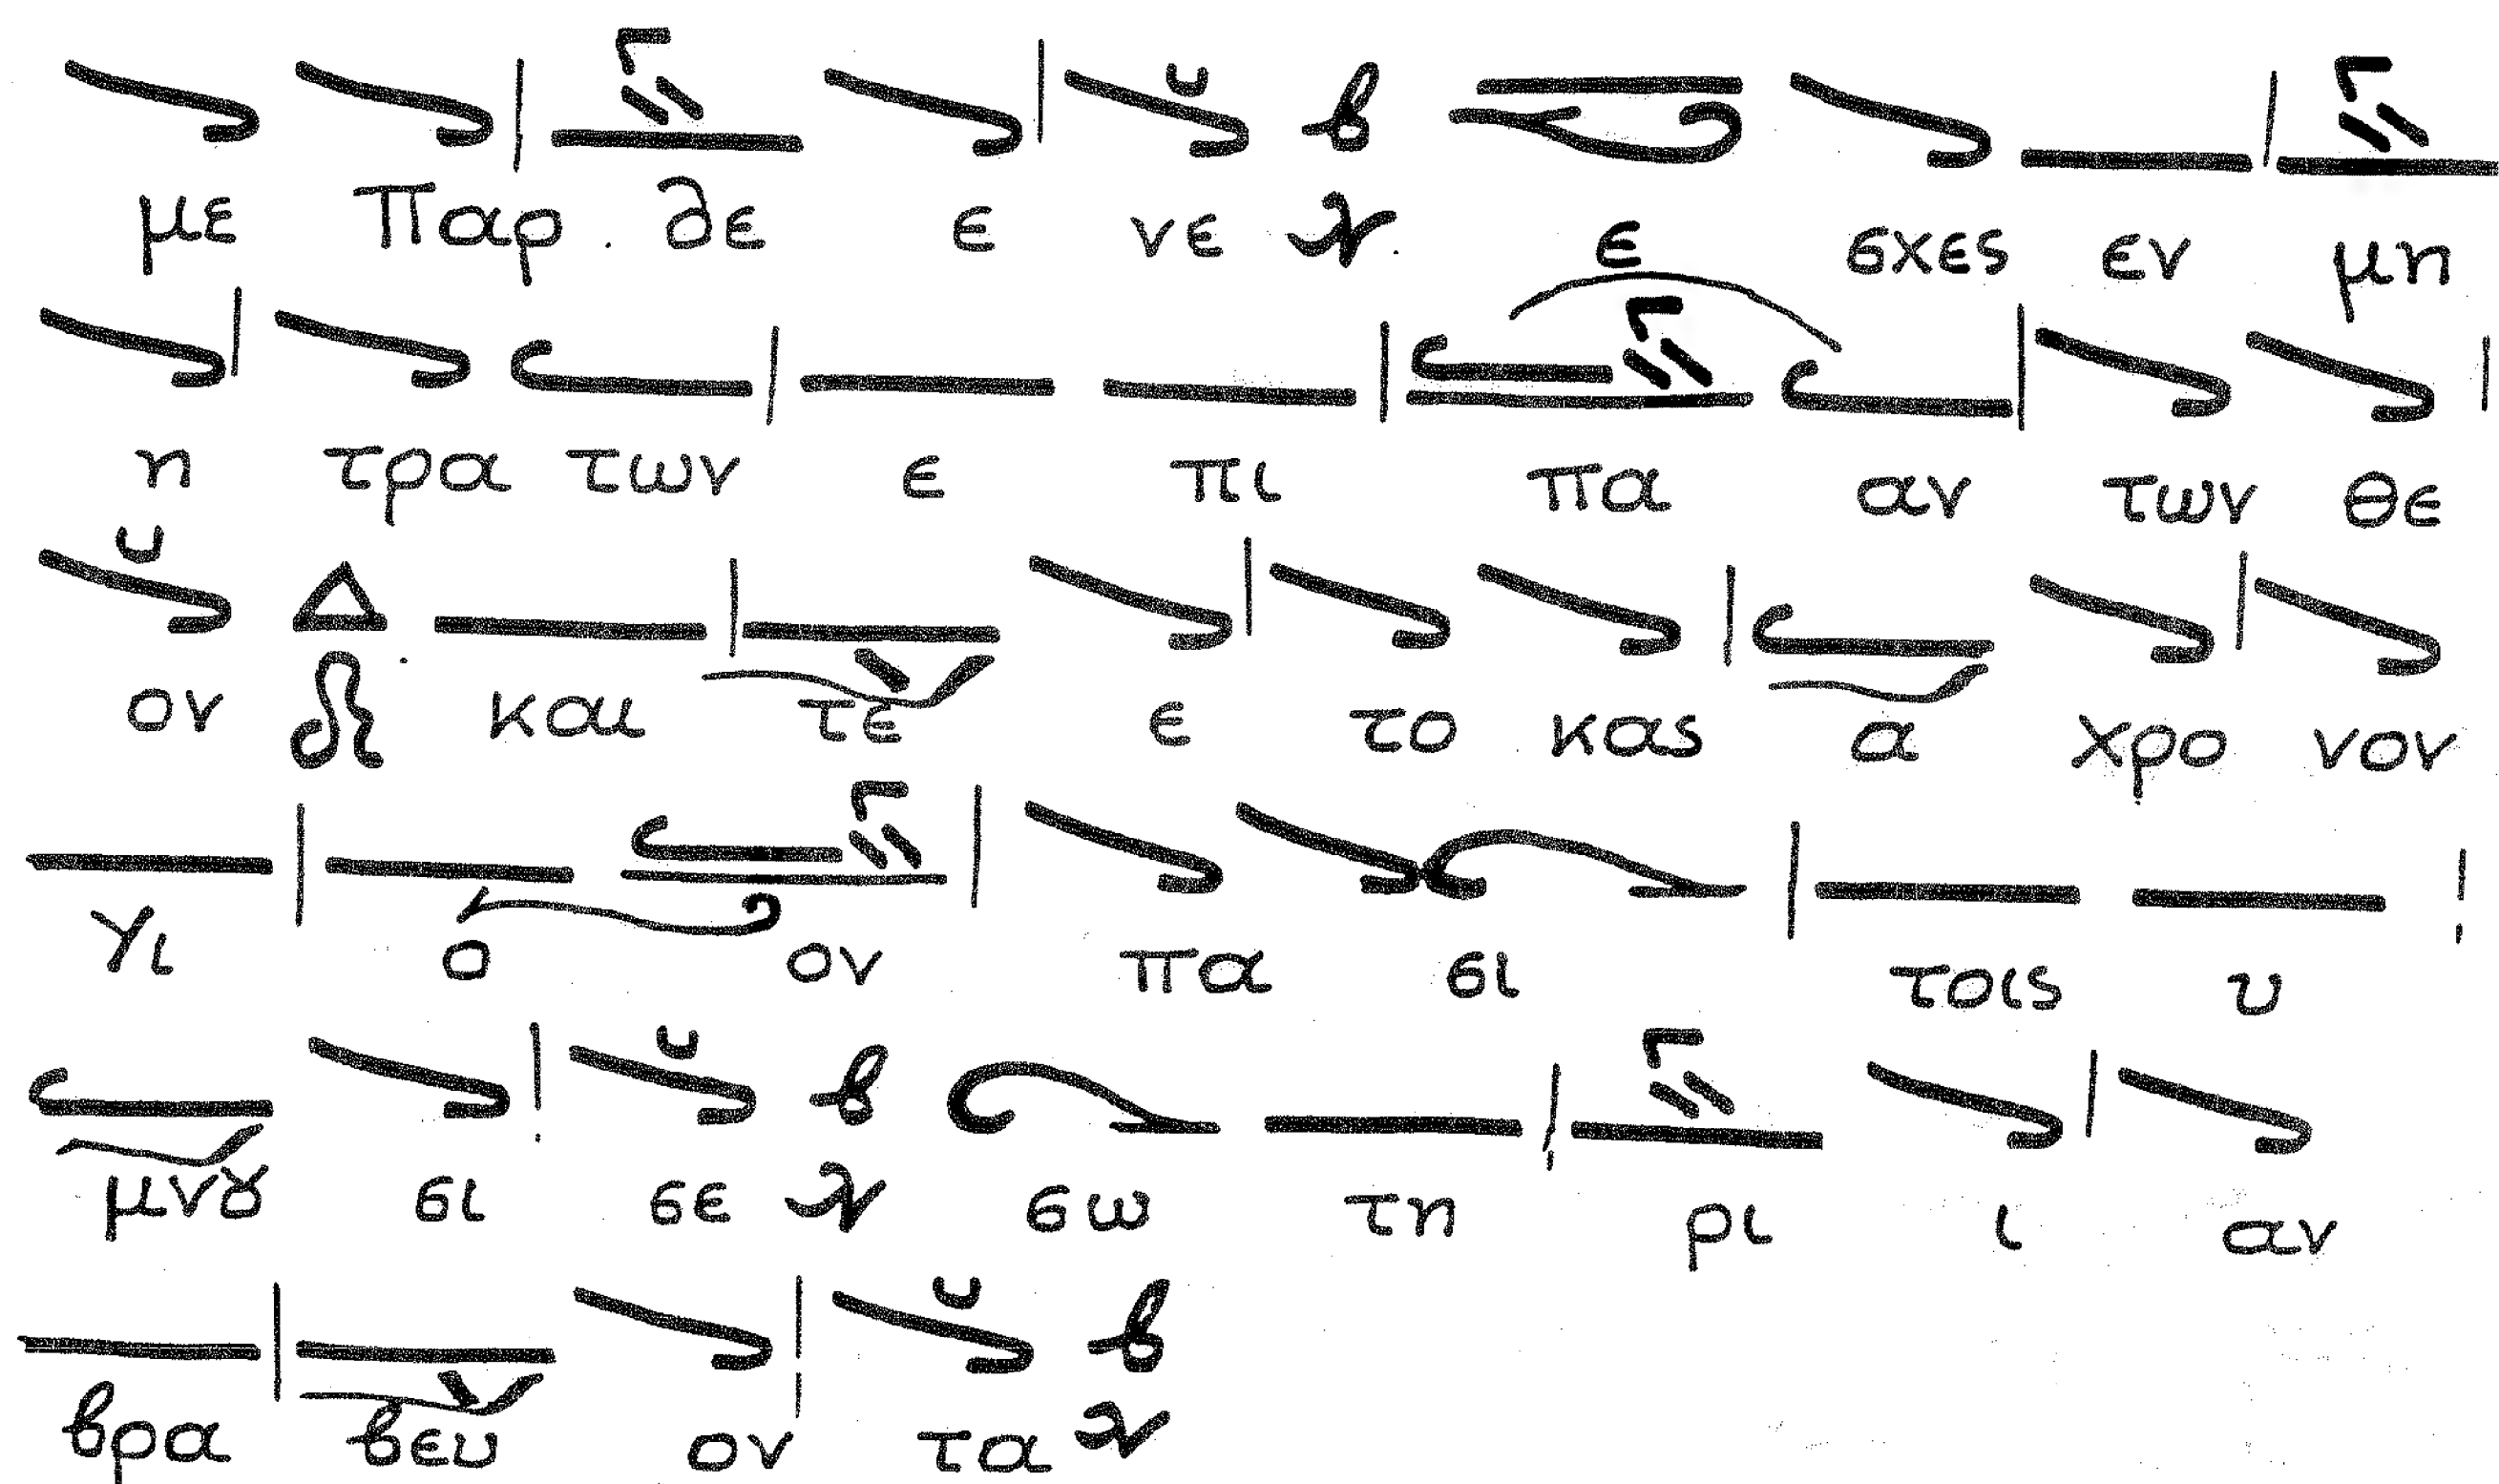 με Παρ δε ε νε ε σχες εν μη
η τρα των ε πι πα αν των θε
ον Δ και τε ε το κας α χρο νον
γι ο ον πα σι τοις υ
μνȣ σι σε σω τη ρι ι αν
βρα βευ ον τα